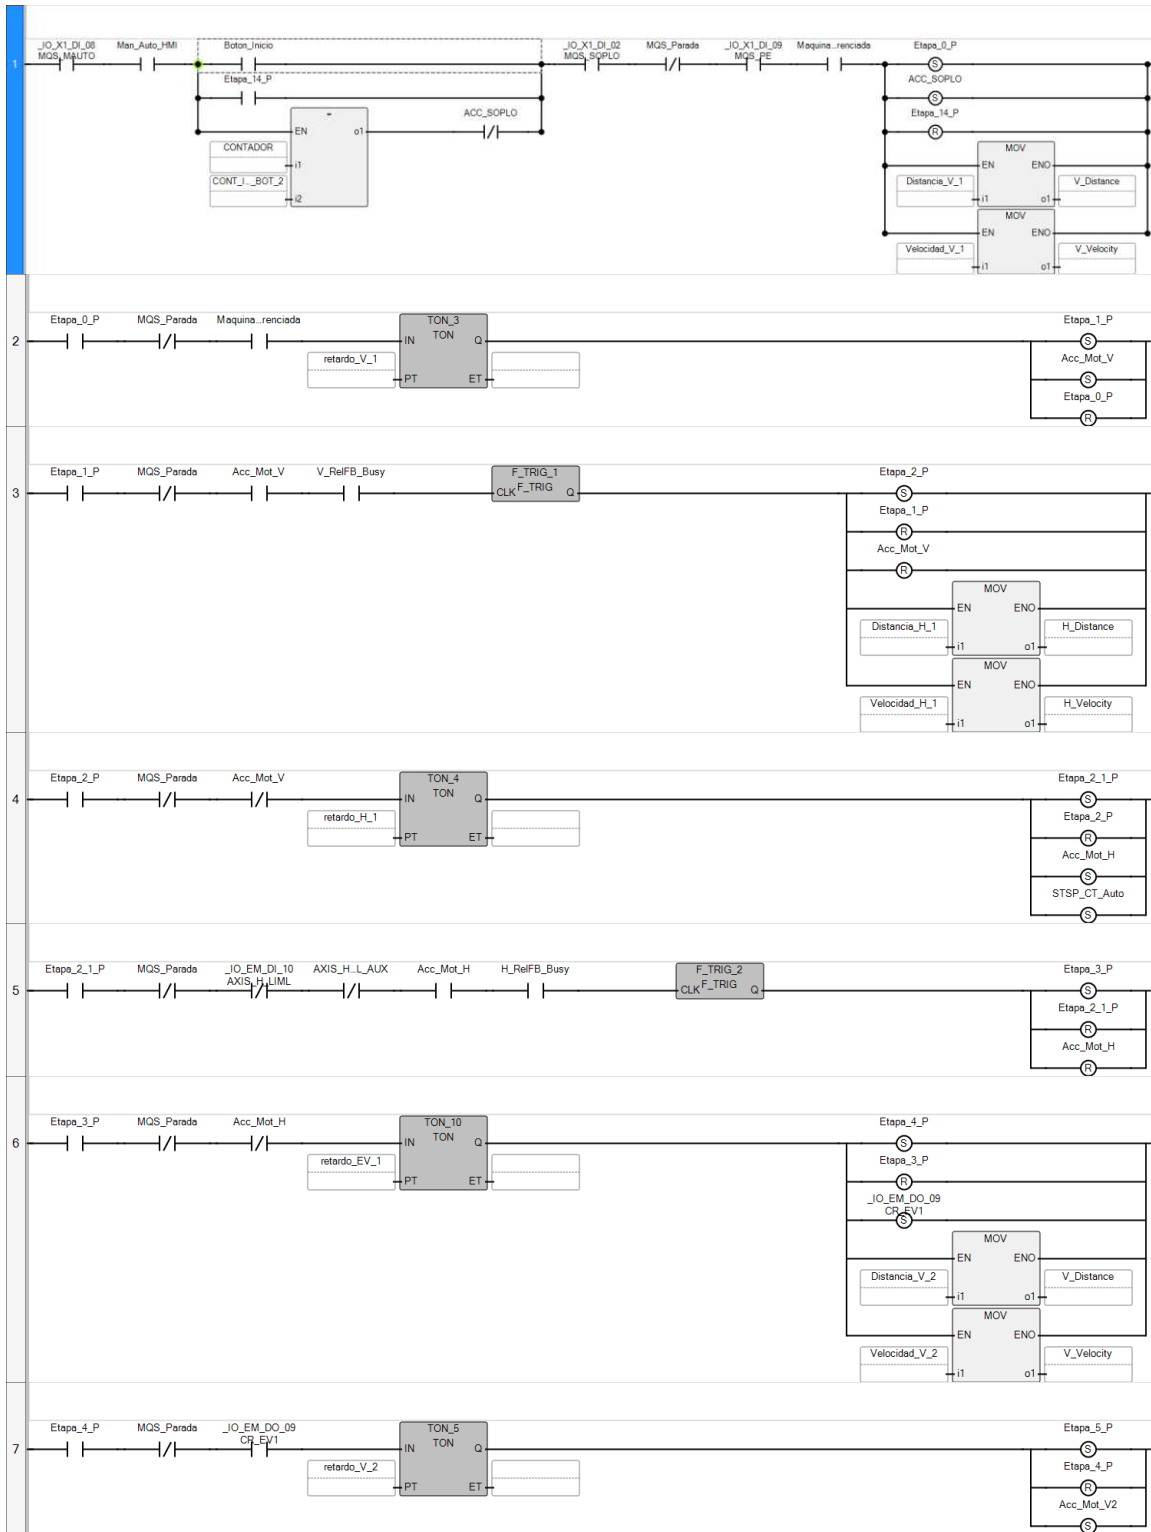 _IO_X1_DI_08 Man_Auto_HMI Boton_Inicio _IO_X1_DI_02 MQS_Parada _IO_X1_DI_09 Maquina...renciada Etapa_0_P
MQS_MAUTO MQS_SOPLO MQS_PE
1 S
Etapa_14_P ACC_SOPLO
S
ACC_SOPLO Etapa_14_P
= EN o1 R
CONTADOR MOV
i1 EN ENO
CONT_I..._BOT_2 Distancia_V_1 V_Distance
i2 i1 o1
MOV
EN ENO
Velocidad_V_1 V_Velocity
i1 o1
Etapa_0_P MQS_Parada Maquina...renciada TON_3 Etapa_1_P
2 IN TON Q S
retardo_V_1 Acc_Mot_V
PT ET S
Etapa_0_P
R
Etapa_1_P MQS_Parada Acc_Mot_V V_RelFB_Busy F_TRIG_1 Etapa_2_P
3 CLK F_TRIG Q S
Etapa_1_P
R
Acc_Mot_V
R
MOV
EN ENO
Distancia_H_1 H_Distance
i1 o1
MOV
EN ENO
Velocidad_H_1 H_Velocity
i1 o1
Etapa_2_P MQS_Parada Acc_Mot_V TON_4 Etapa_2_1_P
4 IN TON Q S
retardo_H_1 Etapa_2_P
PT ET R
Acc_Mot_H
S
STSP_CT_Auto
S
Etapa_2_1_P MQS_Parada _IO_EM_DI_10 AXIS_H...L_AUX Acc_Mot_H H_RelFB_Busy F_TRIG_2 Etapa_3_P
AXIS_H_LIML
5 CLK F_TRIG Q S
Etapa_2_1_P
R
Acc_Mot_H
R
Etapa_3_P MQS_Parada Acc_Mot_H TON_10 Etapa_4_P
6 IN TON Q S
retardo_EV_1 Etapa_3_P
PT ET R
_IO_EM_DO_09
CR_EV1
S
MOV
EN ENO
Distancia_V_2 V_Distance
i1 o1
MOV
EN ENO
Velocidad_V_2 V_Velocity
i1 o1
Etapa_4_P MQS_Parada _IO_EM_DO_09 TON_5 Etapa_5_P
CR_EV1
7 IN TON Q S
retardo_V_2 Etapa_4_P
PT ET R
Acc_Mot_V2
S